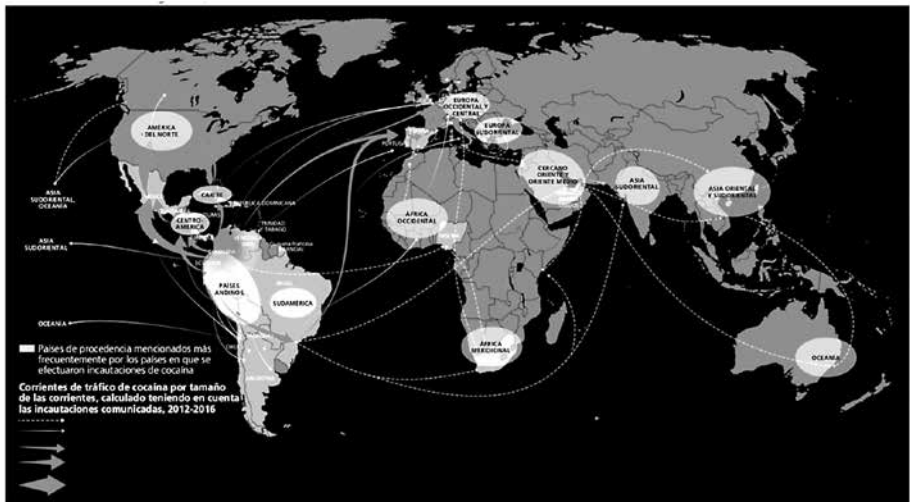 EUROPA
OCCIDENTAL Y
CENTRAL
EUROPA
SUDORIENTAL
AMÉRICA
DEL NORTE
CERCANO
ORIENTE Y
ORIENTE MEDIO
ASIA
SUDORIENTAL
ASIA ORIENTAL
Y SUDORIENTAL
ASIA
SUDORIENTAL,
OCEANÍA
CARIBE
REPÚBLICA DOMINICANA
CENTRO-
AMÉRICA
TRINIDAD
TABAGO
ÁFRICA
OCCIDENTAL
ASIA
SUDORIENTAL
PAÍSES
ANDINOS
SUDAMÉRICA
OCEANÍA
ÁFRICA
MERIDIONAL
OCEANÍA
Países de procedencia mencionados más
frecuentemente por los países en que se
efectuaron incautaciones de cocaína
Corrientes de tráfico de cocaína por tamaño
de las corrientes, calculado teniendo en cuenta
las incautaciones comunicadas, 2012-2016